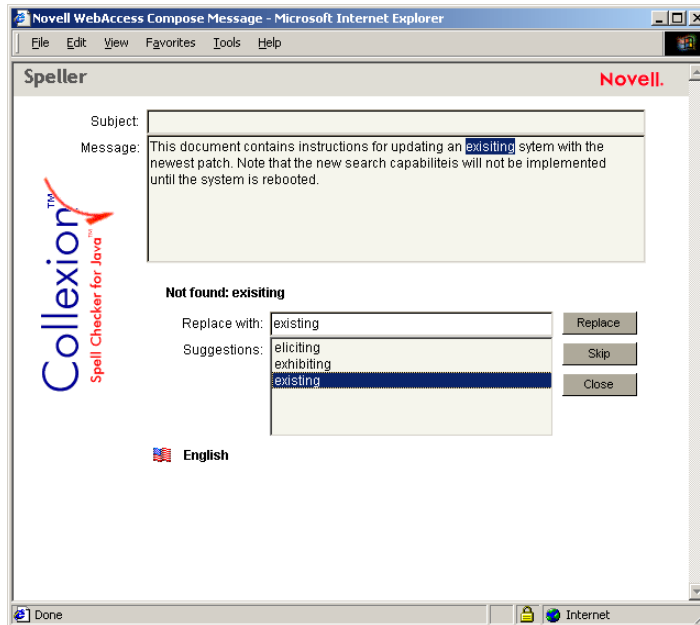 Novell WebAccess Compose Message - Microsoft Internet Explorer
File Edit View Favorites Tools Help
Speller
Novell.
Subject:
Message:
This document contains instructions for updating an exisiting sytem with the
newest patch. Note that the new search capabiliteis will not be implemented
until the system is rebooted.
Collexion™
Spell Checker for Java™
Not found: exisiting
Replace with: existing
Replace
Suggestions:
eliciting
exhibiting
existing
Skip
Close
English
Done
Internet